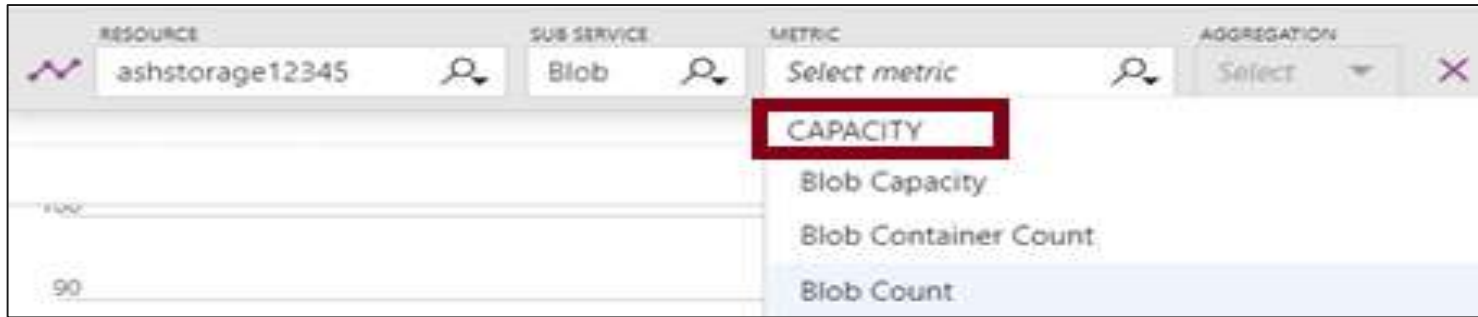 RESOURCE SUB SERVICE METRIC AGGREGATION
ashstorage12345 Blob Select metric Select
CAPACITY
Blob Capacity
100
Blob Container Count
90
Blob Count